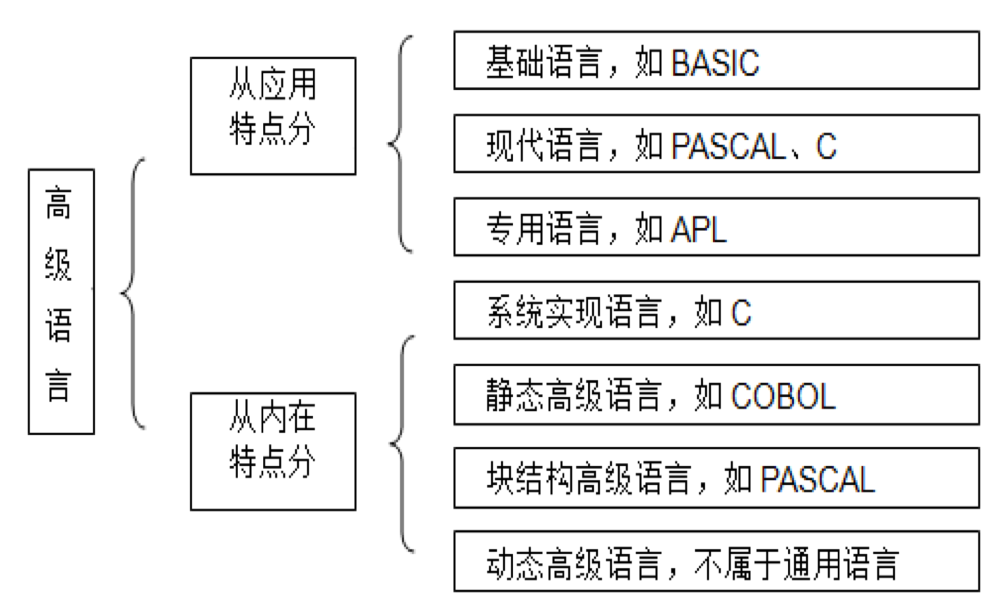 高级语言
从应用
特点分
基础语言，如 BASIC
现代语言，如 PASCAL、C
专用语言，如 APL
从内在
特点分
系统实现语言，如 C
静态高级语言，如 COBOL
块结构高级语言，如 PASCAL
动态高级语言，不属于通用语言